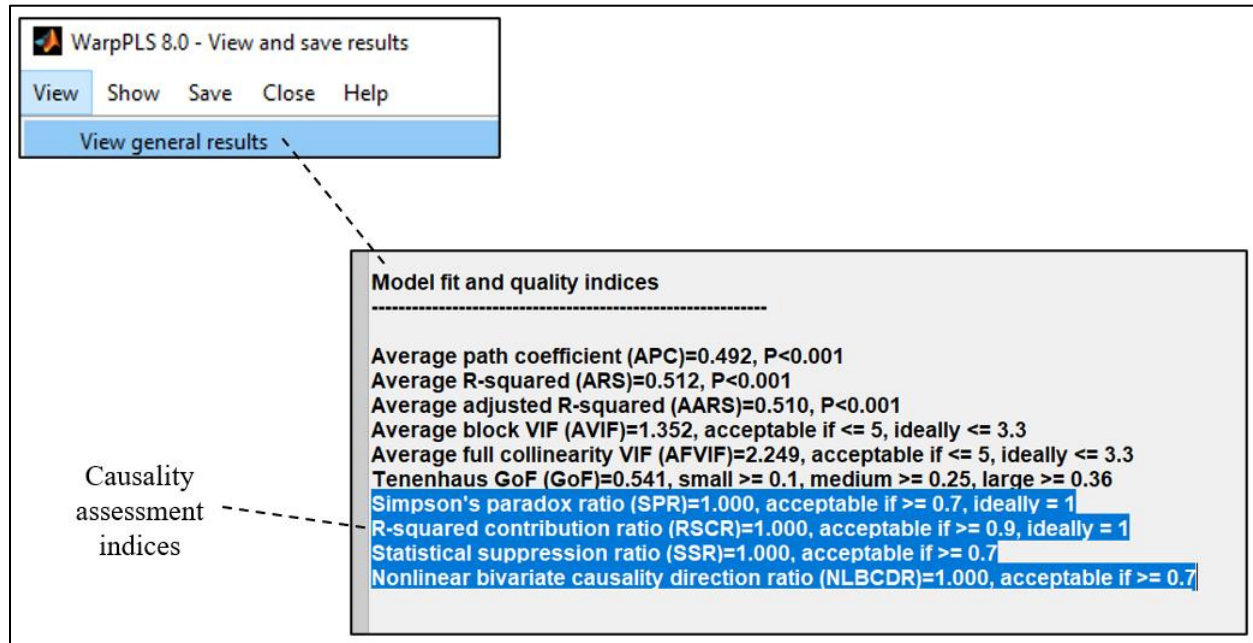 WarpPLS 8.0 - View and save results
View Show Save Close Help
View general results
Model fit and quality indices
------------------------------------------------------------
Average path coefficient (APC)=0.492, P<0.001
Average R-squared (ARS)=0.512, P<0.001
Average adjusted R-squared (AARS)=0.510, P<0.001
Average block VIF (AVIF)=1.352, acceptable if <= 5, ideally <= 3.3
Average full collinearity VIF (AFVIF)=2.249, acceptable if <= 5, ideally <= 3.3
Tenenhaus GoF (GoF)=0.541, small >= 0.1, medium >= 0.25, large >= 0.36
Simpson's paradox ratio (SPR)=1.000, acceptable if >= 0.7, ideally = 1
R-squared contribution ratio (RSCR)=1.000, acceptable if >= 0.9, ideally = 1
Statistical suppression ratio (SSR)=1.000, acceptable if >= 0.7
Nonlinear bivariate causality direction ratio (NLBCDR)=1.000, acceptable if >= 0.7
Causality
assessment
indices